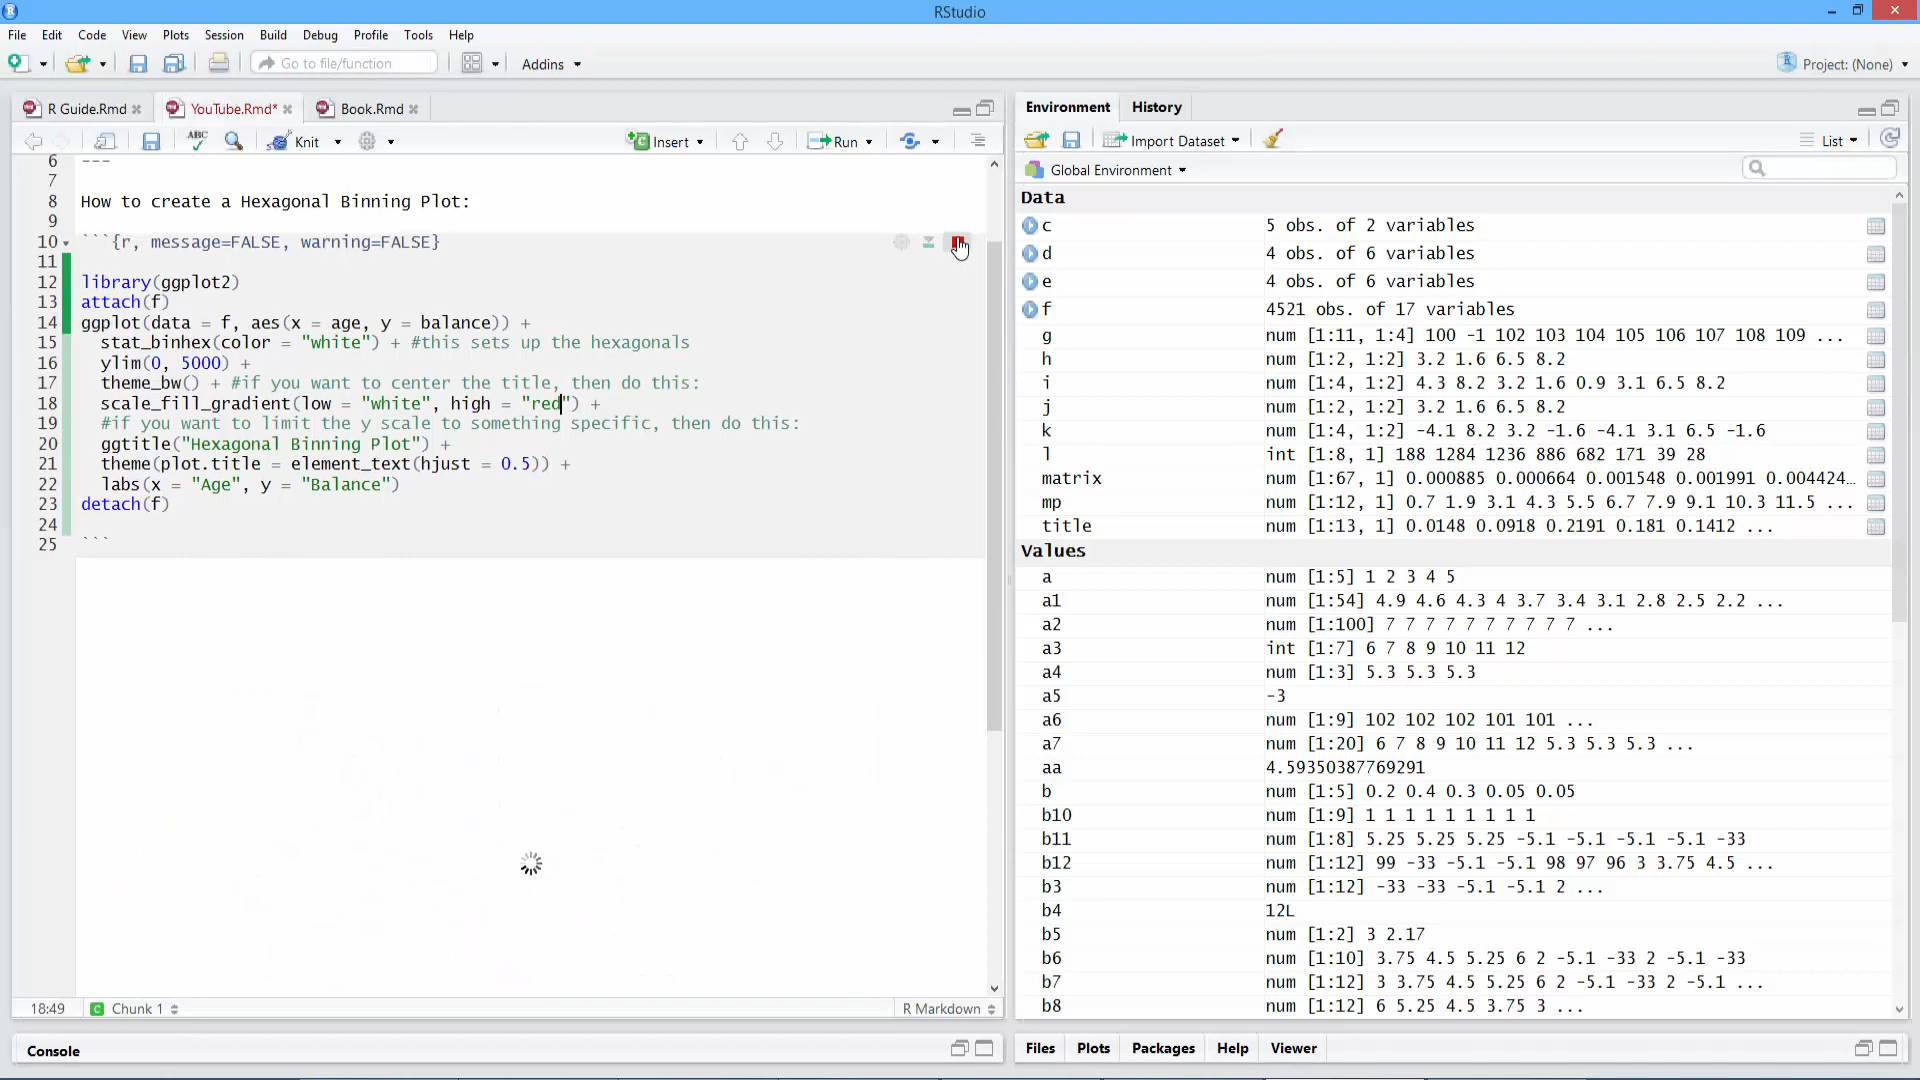 RStudio
File Edit Code View Plots Session Build Debug Profile Tools Help
Go to file/function Addins Project: (None)
R Guide.Rmd YouTube.Rmd* Book.Rmd
ABC Knit Insert Run
6 ---
7
8 How to create a Hexagonal Binning Plot:
9
10 ```{r, message=FALSE, warning=FALSE}
11
12 library(ggplot2)
13 attach(f)
14 ggplot(data = f, aes(x = age, y = balance)) +
15 stat_binhex(color = "white") + #this sets up the hexagonals
16 ylim(0, 5000) +
17 theme_bw() + #if you want to center the title, then do this:
18 scale_fill_gradient(low = "white", high = "red") +
19 #if you want to limit the y scale to something specific, then do this:
20 ggtitle("Hexagonal Binning Plot") +
21 theme(plot.title = element_text(hjust = 0.5)) +
22 labs(x = "Age", y = "Balance")
23 detach(f)
24
25 ```
18:49 C Chunk 1 R Markdown
Console
Environment History
Import Dataset List
Global Environment
Data
c 5 obs. of 2 variables
d 4 obs. of 6 variables
e 4 obs. of 6 variables
f 4521 obs. of 17 variables
g num [1:11, 1:4] 100 -1 102 103 104 105 106 107 108 109 ...
h num [1:2, 1:2] 3.2 1.6 6.5 8.2
i num [1:4, 1:2] 4.3 8.2 3.2 1.6 0.9 3.1 6.5 8.2
j num [1:2, 1:2] 3.2 1.6 6.5 8.2
k num [1:4, 1:2] -4.1 8.2 3.2 -1.6 -4.1 3.1 6.5 -1.6
l int [1:8, 1] 188 1284 1236 886 682 171 39 28
matrix num [1:67, 1] 0.000885 0.000664 0.001548 0.001991 0.004424...
mp num [1:12, 1] 0.7 1.9 3.1 4.3 5.5 6.7 7.9 9.1 10.3 11.5 ...
title num [1:13, 1] 0.0148 0.0918 0.2191 0.181 0.1412 ...
Values
a num [1:5] 1 2 3 4 5
a1 num [1:54] 4.9 4.6 4.3 4 3.7 3.4 3.1 2.8 2.5 2.2 ...
a2 num [1:100] 7 7 7 7 7 7 7 7 7 7 ...
a3 int [1:7] 6 7 8 9 10 11 12
a4 num [1:3] 5.3 5.3 5.3
a5 -3
a6 num [1:9] 102 102 102 101 101 ...
a7 num [1:20] 6 7 8 9 10 11 12 5.3 5.3 5.3 ...
aa 4.59350387769291
b num [1:5] 0.2 0.4 0.3 0.05 0.05
b10 num [1:9] 1 1 1 1 1 1 1 1 1
b11 num [1:8] 5.25 5.25 5.25 -5.1 -5.1 -5.1 -5.1 -33
b12 num [1:12] 99 -33 -5.1 -5.1 98 97 96 3 3.75 4.5 ...
b3 num [1:12] -33 -33 -5.1 -5.1 2 ...
b4 12L
b5 num [1:2] 3 2.17
b6 num [1:10] 3.75 4.5 5.25 6 2 -5.1 -33 2 -5.1 -33
b7 num [1:12] 3 3.75 4.5 5.25 6 2 -5.1 -33 2 -5.1 ...
b8 num [1:12] 6 5.25 4.5 3.75 3 ...
Files Plots Packages Help Viewer